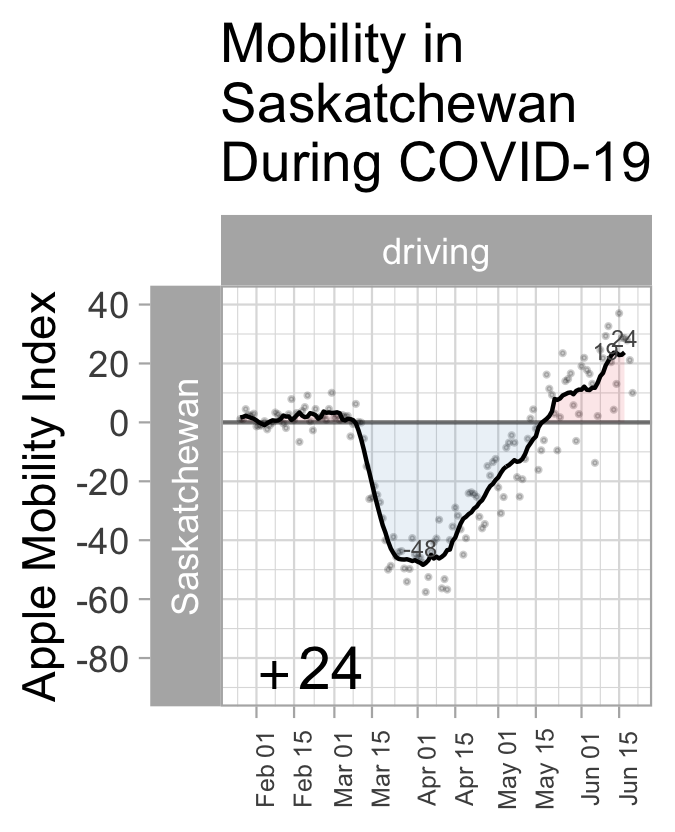 Mobility in
Saskatchewan
During COVID-19
driving
Apple Mobility Index
Saskatchewan
40
20
0
-20
-40
-60
-80
19
24
-48
+24
Feb 01
Feb 15
Mar 01
Mar 15
Apr 01
Apr 15
May 01
May 15
Jun 01
Jun 15